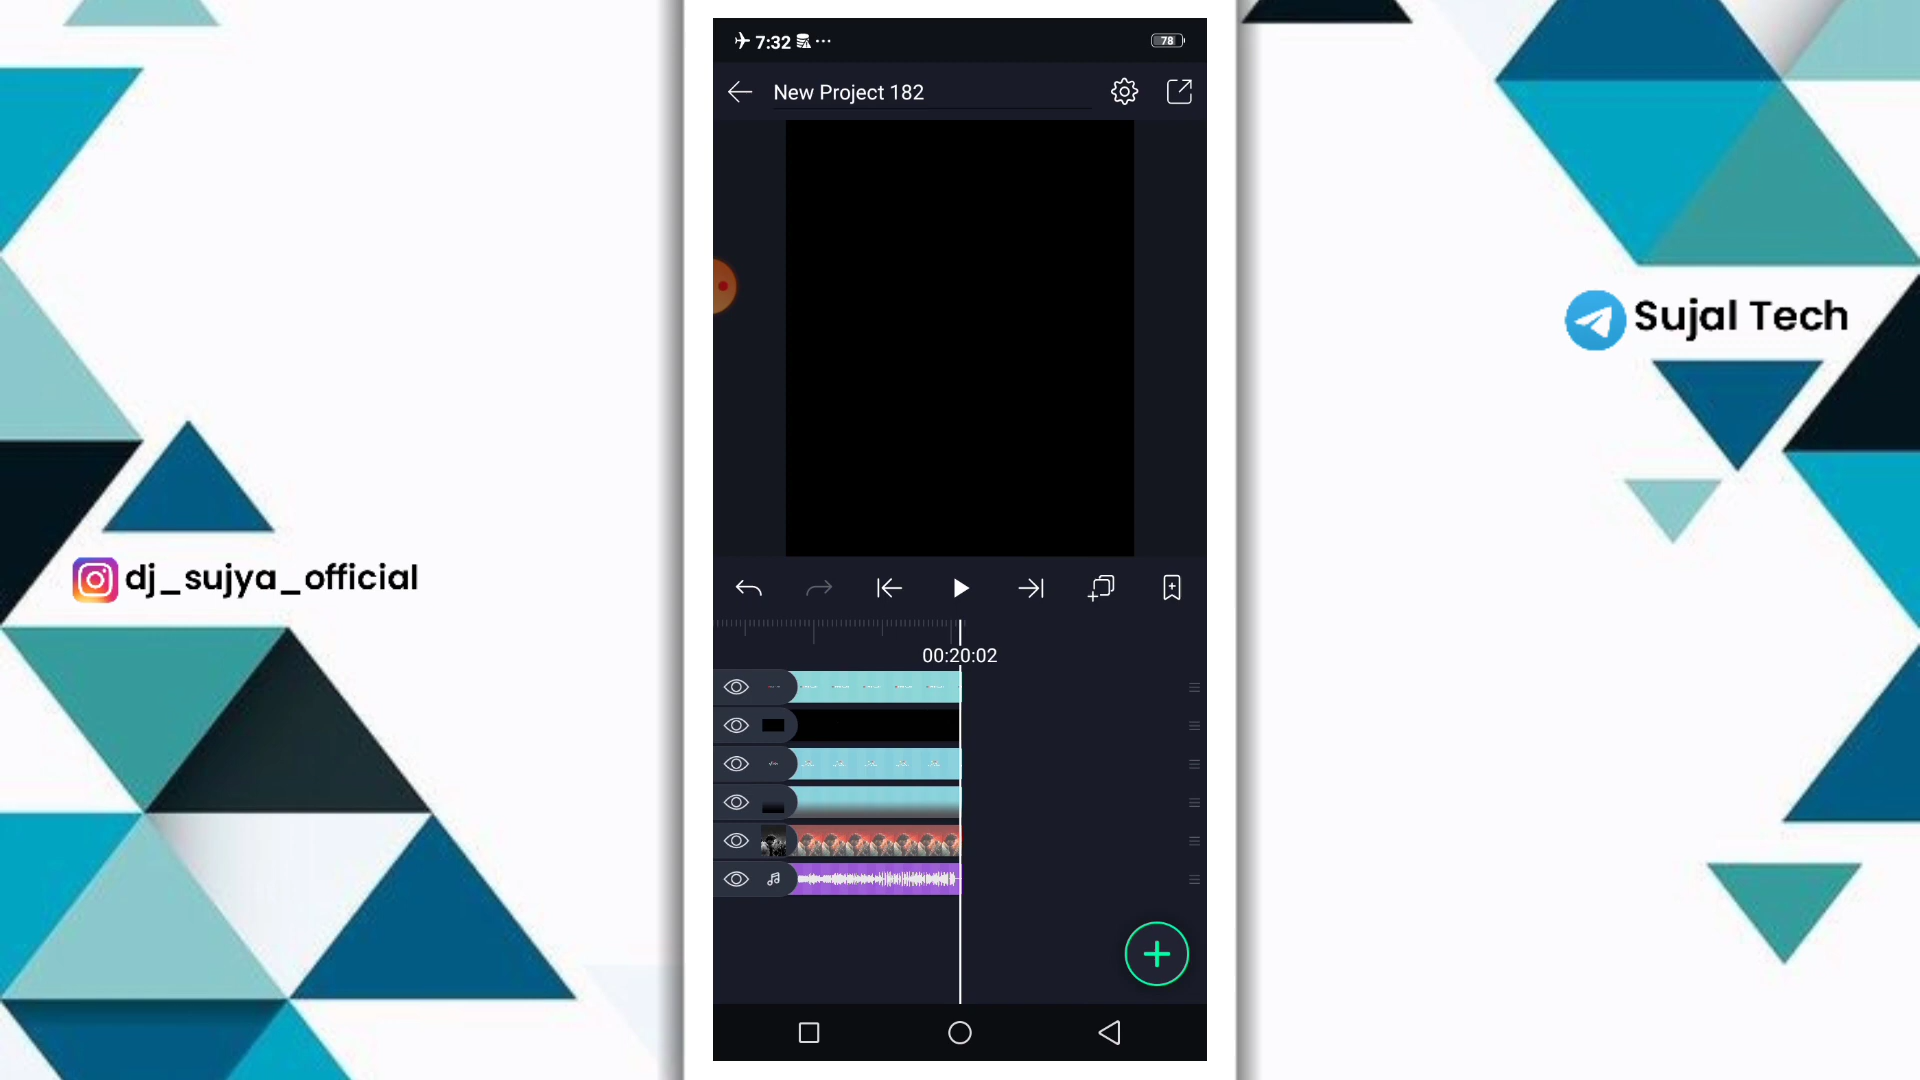 7:32
78
New Project 182
Sujal Tech
dj_sujya_official
00:20:02